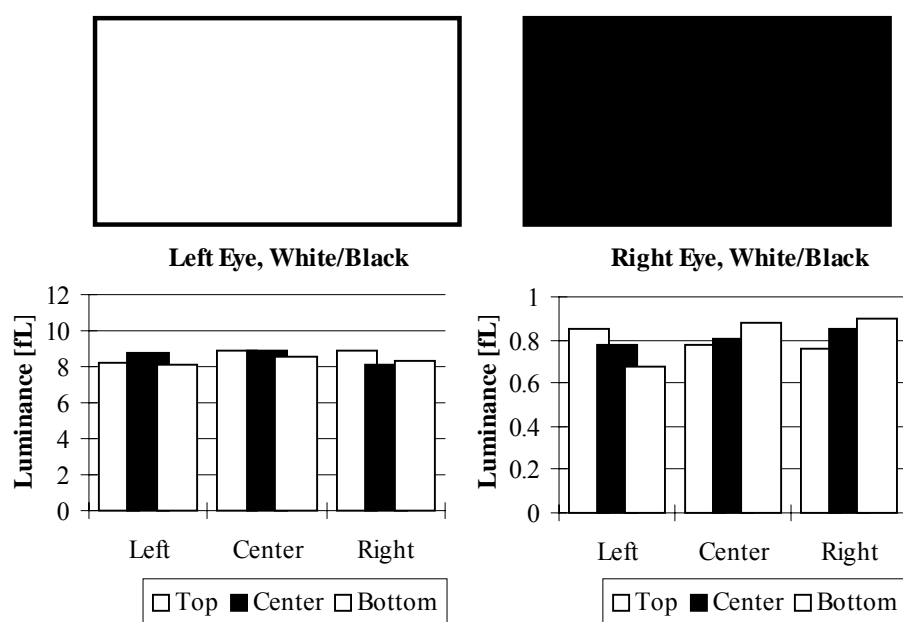 Left Eye, White/Black
Luminance [fL]
12
10
8
6
4
2
0
Left Center Right
Top Center Bottom
Right Eye, White/Black
Luminance [fL]
1
0.8
0.6
0.4
0.2
0
Left Center Right
Top Center Bottom